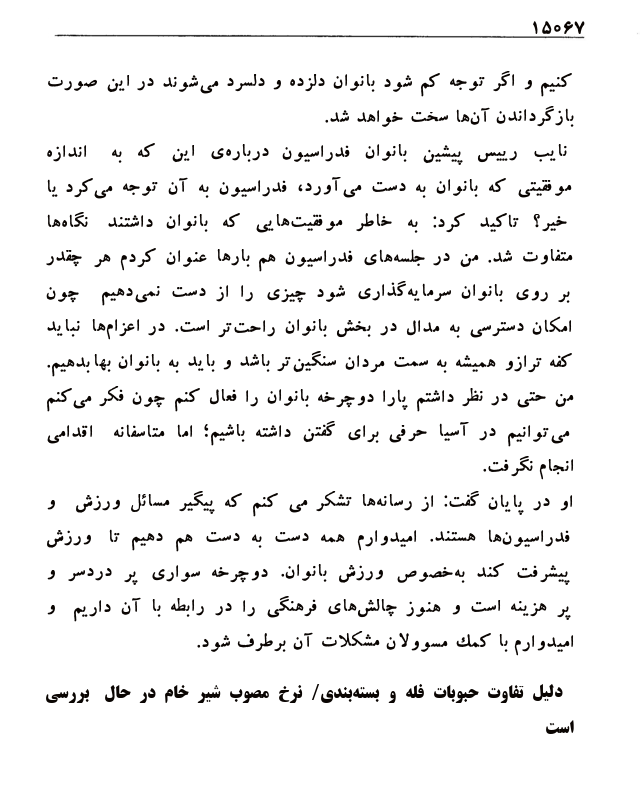 ۱۵۰۶۷
کنیم و اگر توجه کم شود بانوان دلزده و دلسرد می‌شوند در این صورت
بازگرداندن آن‌ها سخت خواهد شد.
نایب رییس پیشین بانوان فدراسیون درباره‌ی این که به اندازه
موفقیتی که بانوان به دست می‌آورد، فدراسیون به آن توجه می‌کرد یا
خیر؟ تاکید کرد: به خاطر موفقیت‌هایی که بانوان داشتند نگاه‌ها
متفاوت شد. من در جلسه‌های فدراسیون هم بارها عنوان کردم هر چقدر
بر روی بانوان سرمایه‌گذاری شود چیزی را از دست نمی‌دهیم چون
امکان دسترسی به مدال در بخش بانوان راحت‌تر است. در اعزام‌ها نباید
کفه ترازو همیشه به سمت مردان سنگین‌تر باشد و باید به بانوان بهابدهیم.
من حتی در نظر داشتم پارا دوچرخه بانوان را فعال کنم چون فکر می‌کنم
می‌توانیم در آسیا حرفی برای گفتن داشته باشیم؛ اما متاسفانه اقدامی
انجام نگرفت.
او در پایان گفت: از رسانه‌ها تشکر می کنم که پیگیر مسائل ورزش و
فدراسیون‌ها هستند. امیدوارم همه دست به دست هم دهیم تا ورزش
پیشرفت کند به‌خصوص ورزش بانوان. دوچرخه سواری پر دردسر و
پر هزینه است و هنوز چالش‌های فرهنگی را در رابطه با آن داریم و
امیدوارم با کمك مسوولان مشکلات آن برطرف شود.
دلیل تفاوت حبوبات فله و بسته‌بندی/ نرخ مصوب شیر خام در حال بررسی
است